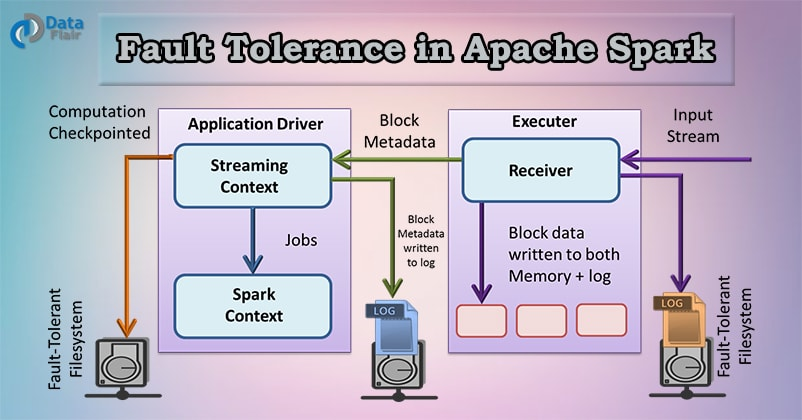 Data
Flair
Fault Tolerance in Apache Spark
Computation
Checkpointed
Application Driver
Streaming
Context
Jobs
Spark
Context
Fault-Tolerant
Filesystem
Block
Metadata
Block
Metadata
written
to log
LOG
Executer
Receiver
Block data
written to both
Memory + log
Input
Stream
LOG
Fault-Tolerant
Filesystem